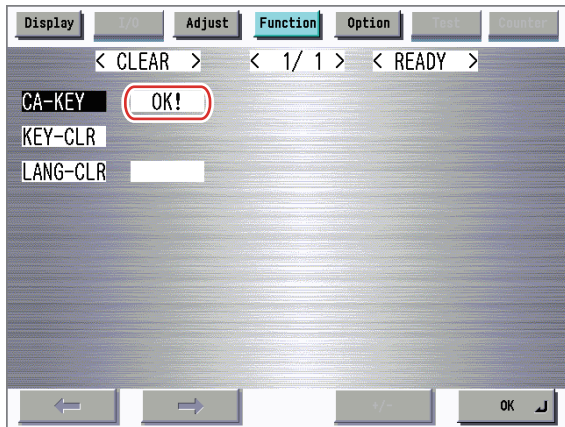 Display I/O Adjust Function Option Test Counter
< CLEAR > < 1/ 1 > < READY >
CA-KEY OK!
KEY-CLR
LANG-CLR
+/- OK